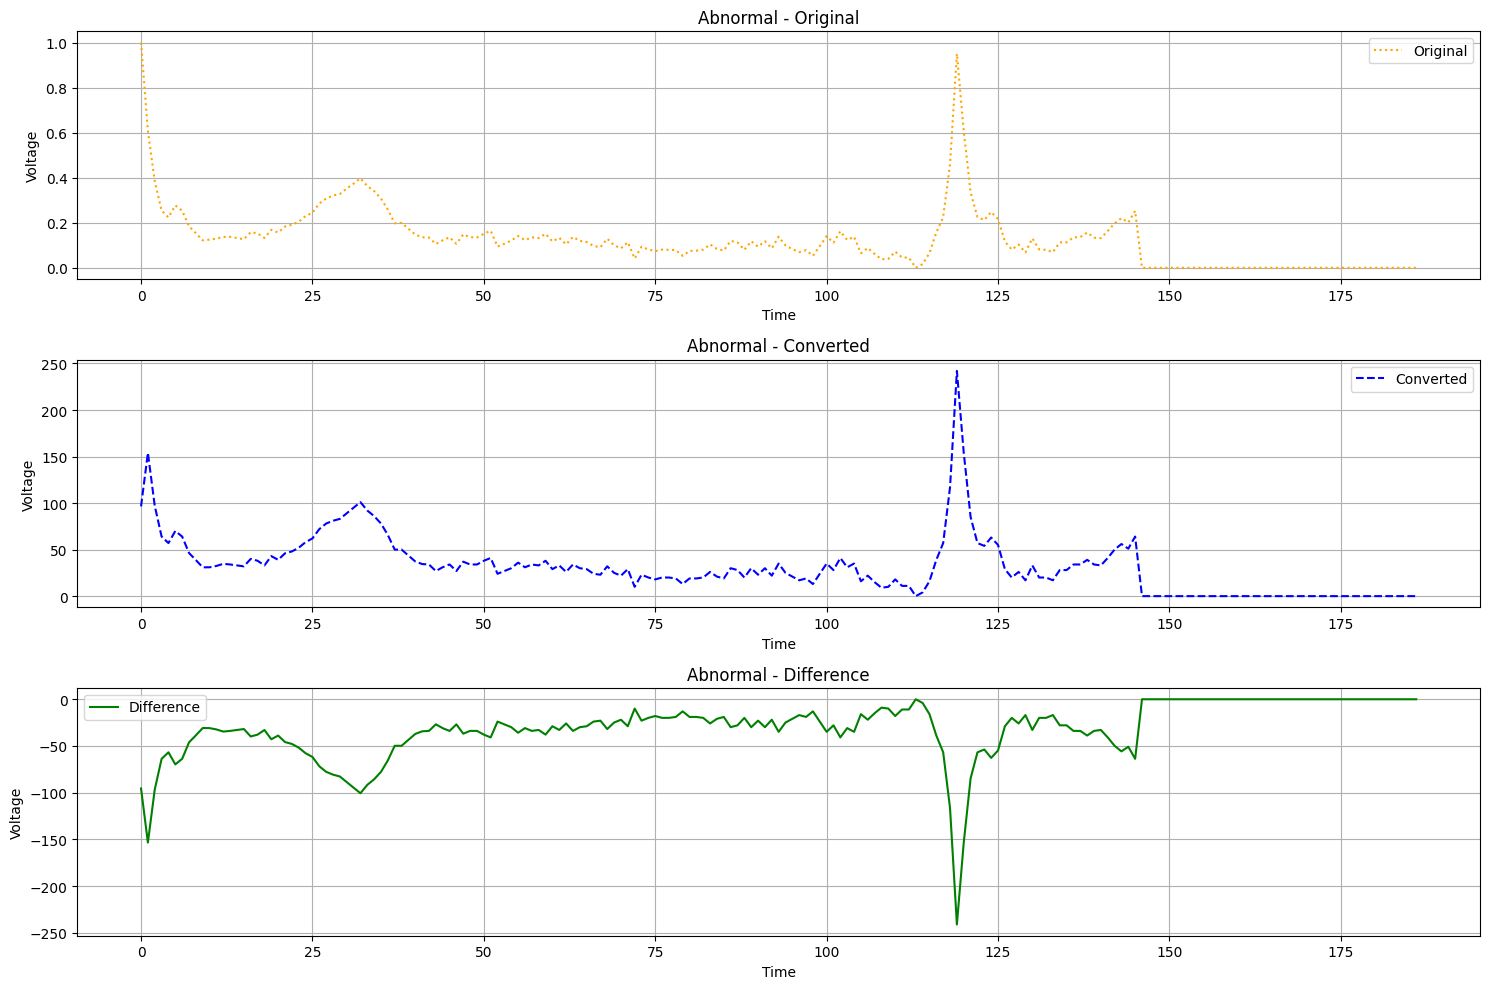 Abnormal - Original
1.0
0.8
0.6
0.4
0.2
0.0
Voltage
Original
0 25 50 75 100 125 150 175
Time
Abnormal - Converted
250
200
150
100
50
0
Voltage
Converted
0 25 50 75 100 125 150 175
Time
Abnormal - Difference
0
−50
−100
−150
−200
−250
Voltage
Difference
0 25 50 75 100 125 150 175
Time